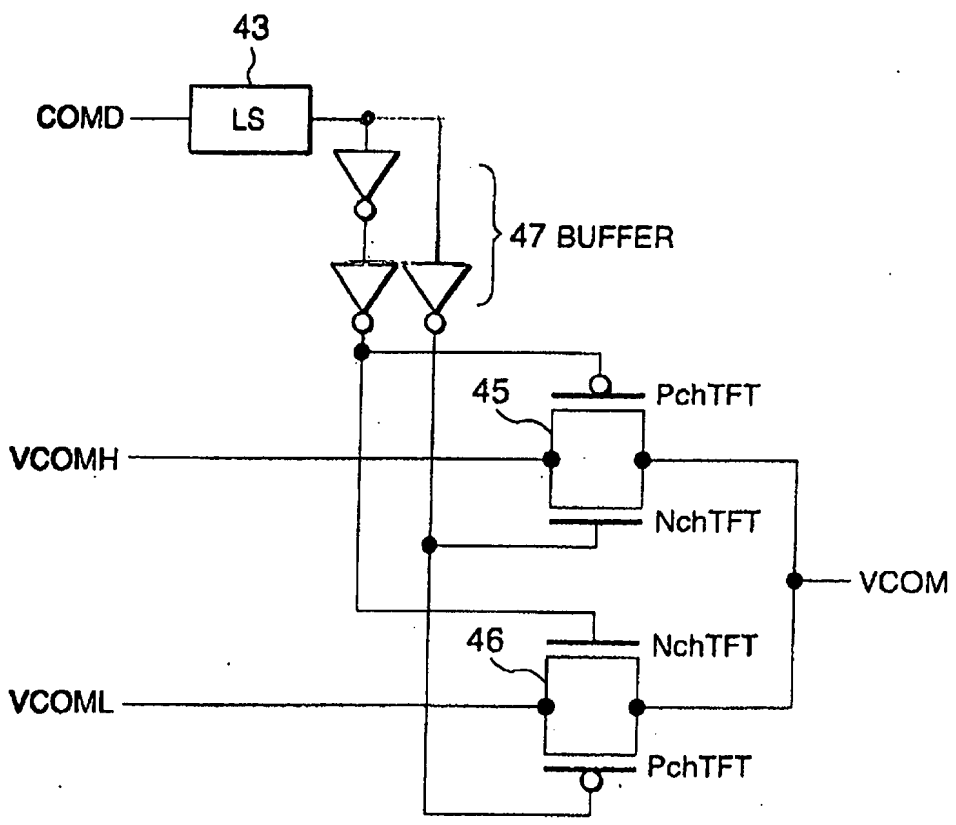 43
COMD
LS
47 BUFFER
45
PchTFT
VCOMH
NchTFT
VCOM
46
NchTFT
VCOML
PchTFT